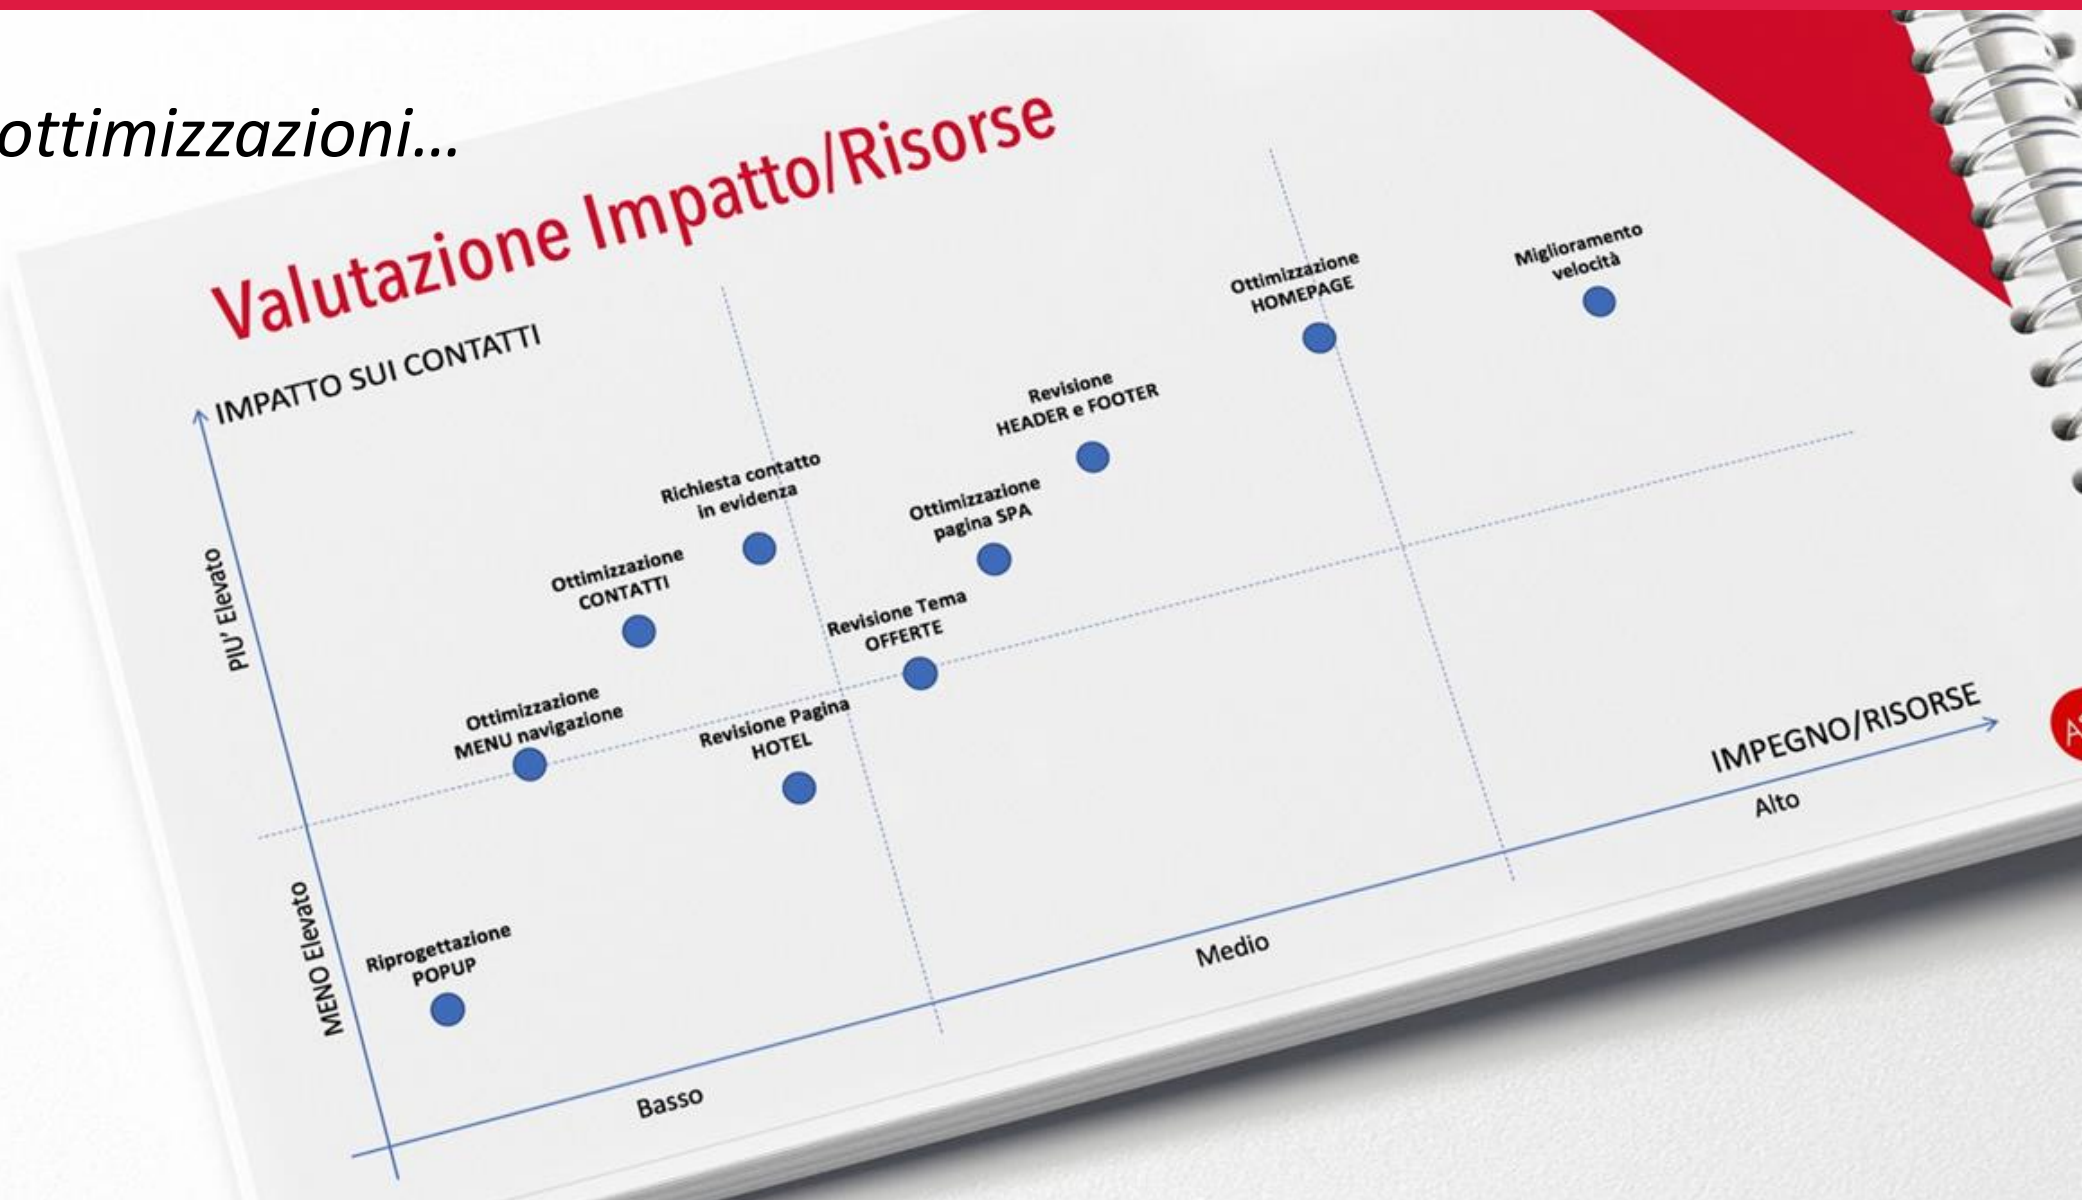 ottimizzazioni...
Valutazione Impatto/Risorse
IMPATTO SUI CONTATTI
Ottimizzazione
HOMEPAGE
Miglioramento
velocità
Revisione
HEADER e FOOTER
Richiesta contatto
in evidenza
Ottimizzazione
pagina SPA
Ottimizzazione
CONTATTI
Revisione Tema
OFFERTE
PIU' Elevato
Ottimizzazione
MENU navigazione
Revisione Pagina
HOTEL
IMPEGNO/RISORSE
Alto
MENO Elevato
Riprogettazione
POPUP
Medio
Basso